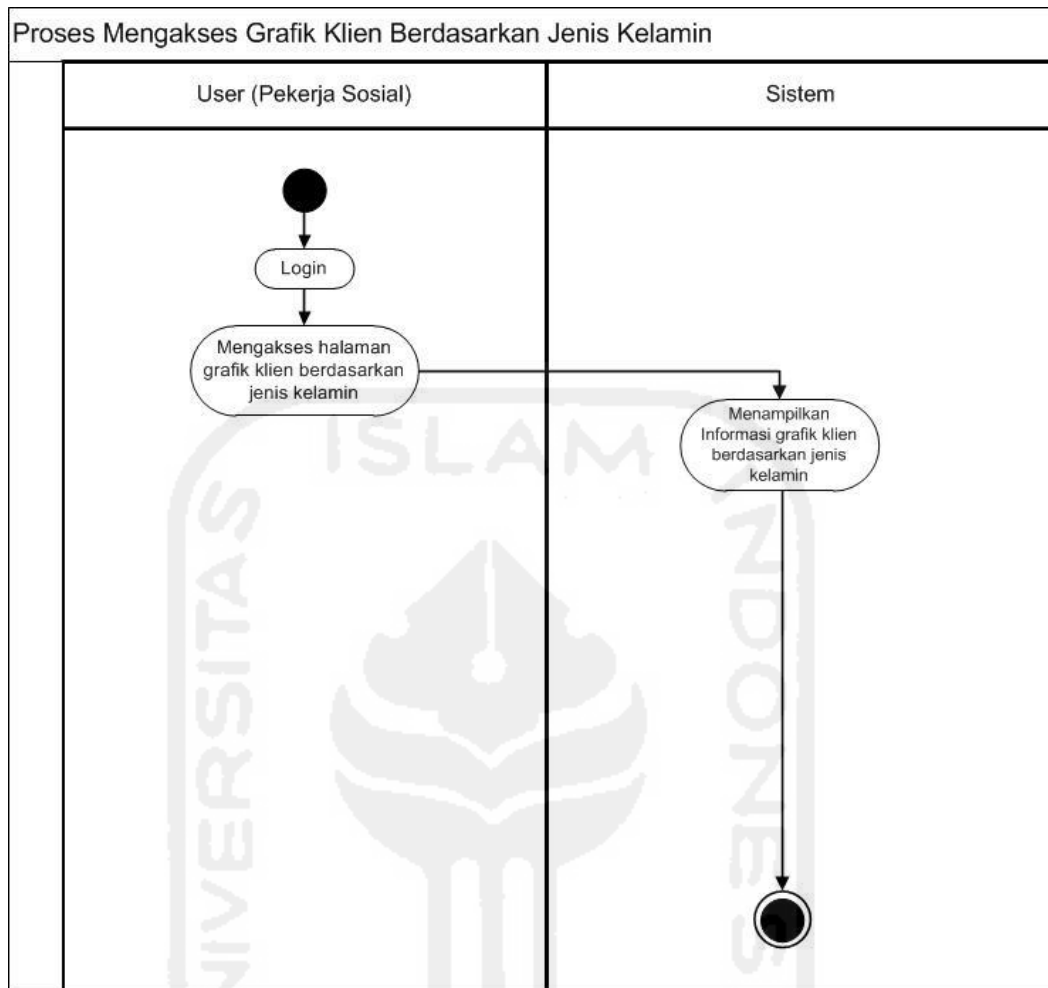 Proses Mengakses Grafik Klien Berdasarkan Jenis Kelamin
User (Pekerja Sosial)
Sistem
Login
Mengakses halaman
grafik klien berdasarkan
jenis kelamin
Menampilkan
Informasi grafik klien
berdasarkan jenis
kelamin
ISLAM